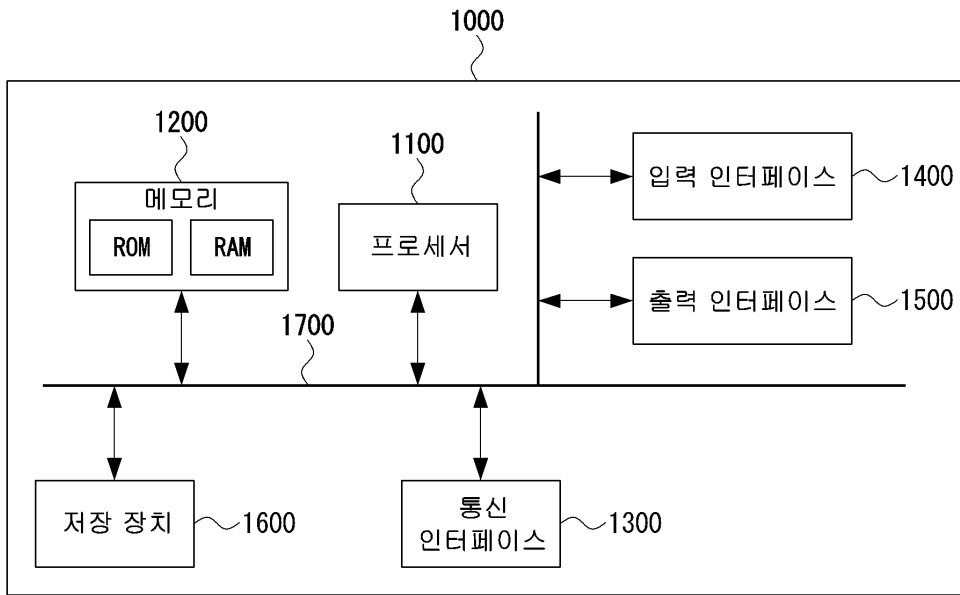 1000
1200
1100
메모리
ROM
RAM
프로세서
입력 인터페이스
1400
출력 인터페이스
1500
1700
저장 장치
1600
통신
인터페이스
1300